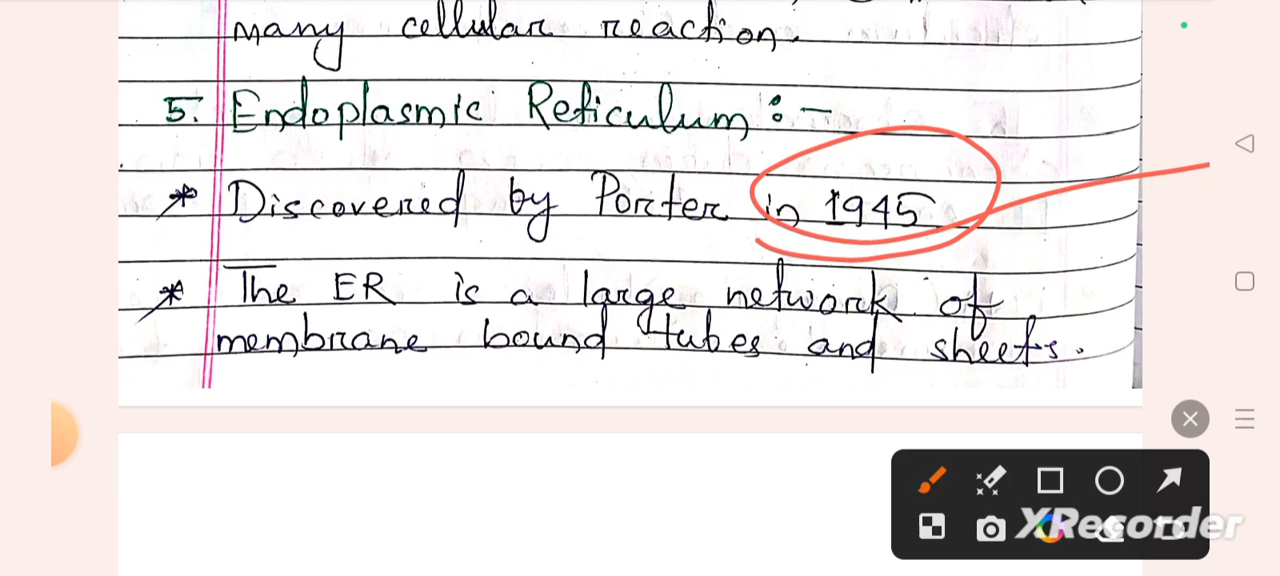 many cellular reaction.
5. Endoplasmic Reticulum :-
* Discovered by Porter in 1945
* The ER is a large network of
membrane bound tubes and sheets.
XRecorder